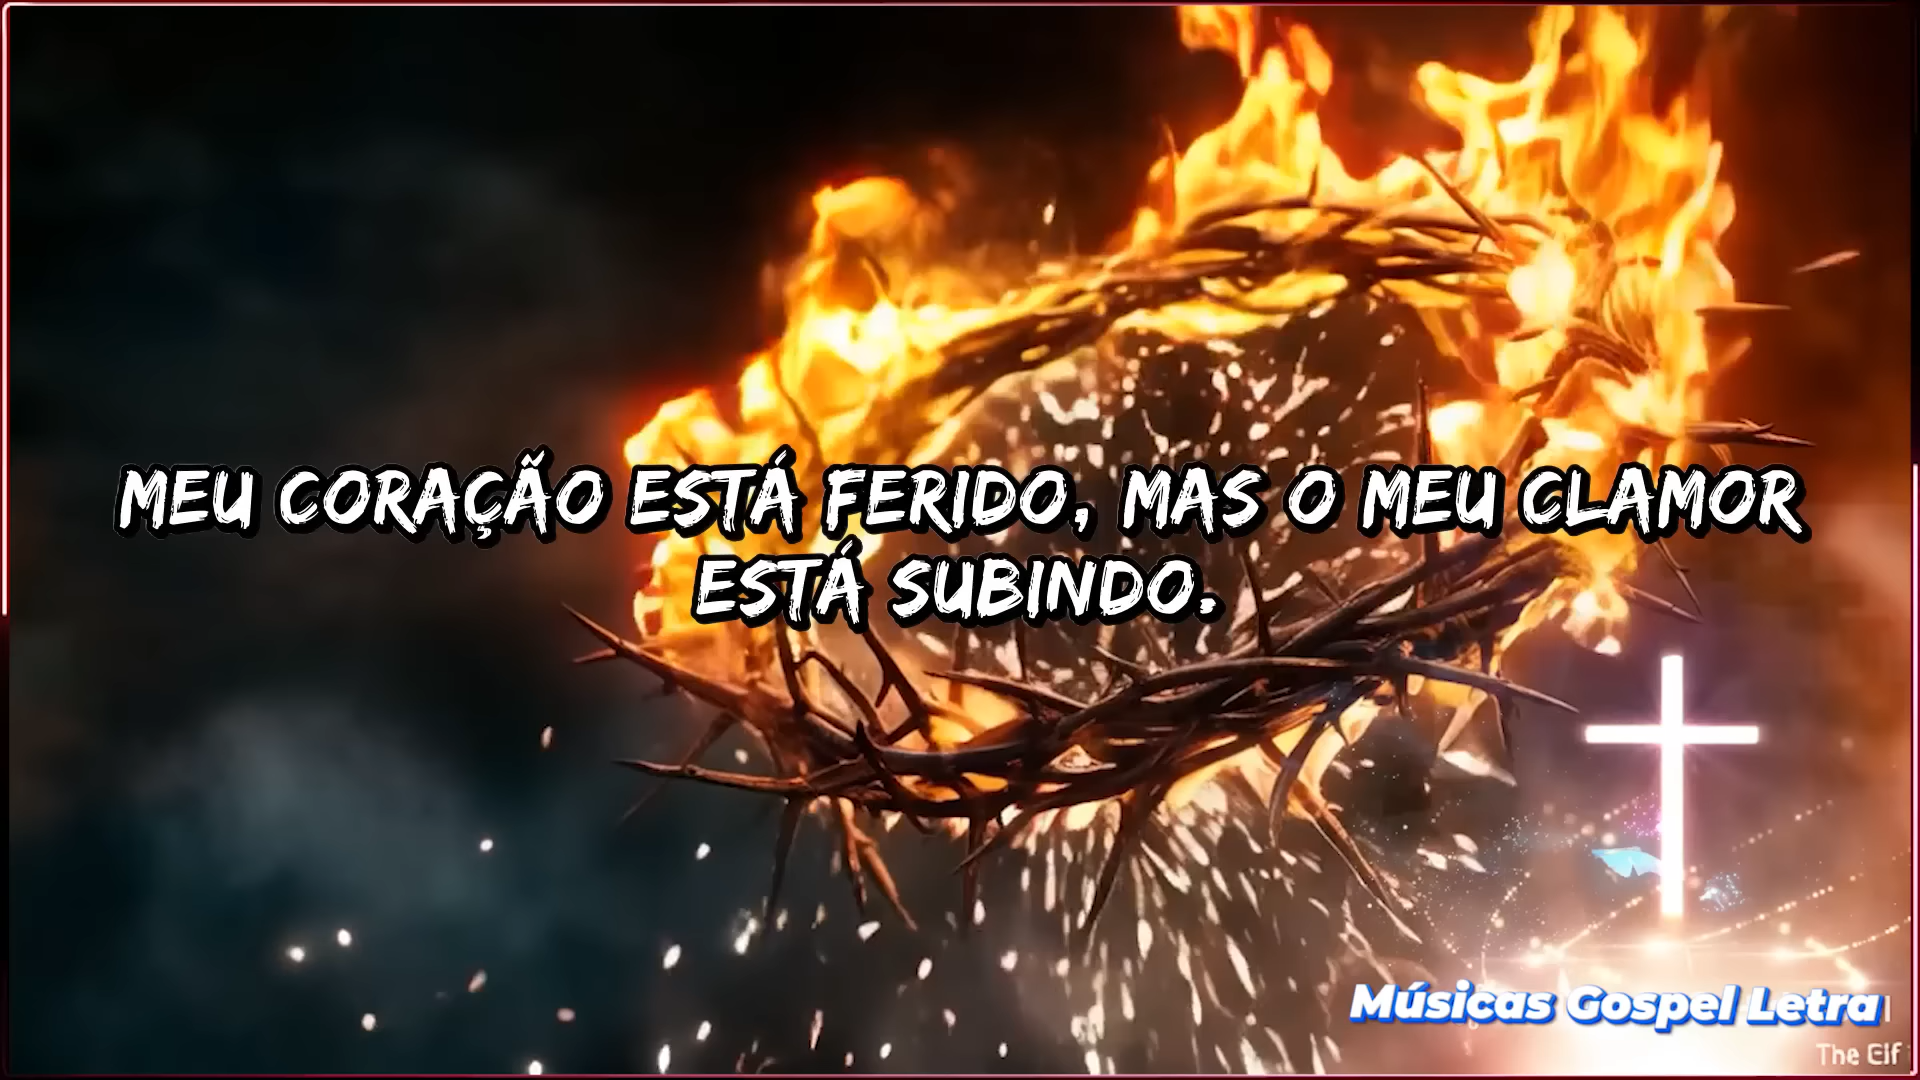 MEU CORAÇÃO ESTÁ FERIDO, MAS O MEU CLAMOR
ESTÁ SUBINDO.
Músicas Gospel Letra
The Elf